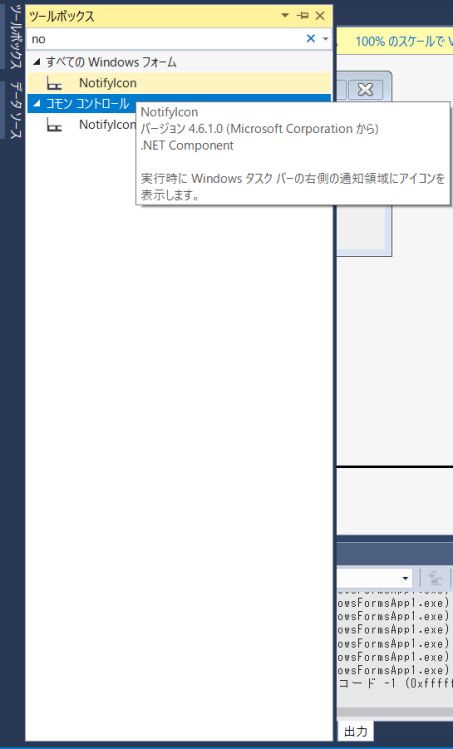 ツールボックス
データソース
ツールボックス
no
すべての Windows フォーム
NotifyIcon
コモン コントロール
NotifyIcon
NotifyIcon
バージョン 4.6.1.0 (Microsoft Corporation から)
.NET Component
実行時に Windows タスク バーの右側の通知領域にアイコンを
表示します。
100% のスケールで V
owsFormsApp1.exe)
owsFormsApp1.exe)
owsFormsApp1.exe)
owsFormsApp1.exe)
owsFormsApp1.exe)
owsFormsApp1.exe)
owsFormsApp1.exe)
コード -1 (0xfffff
出力